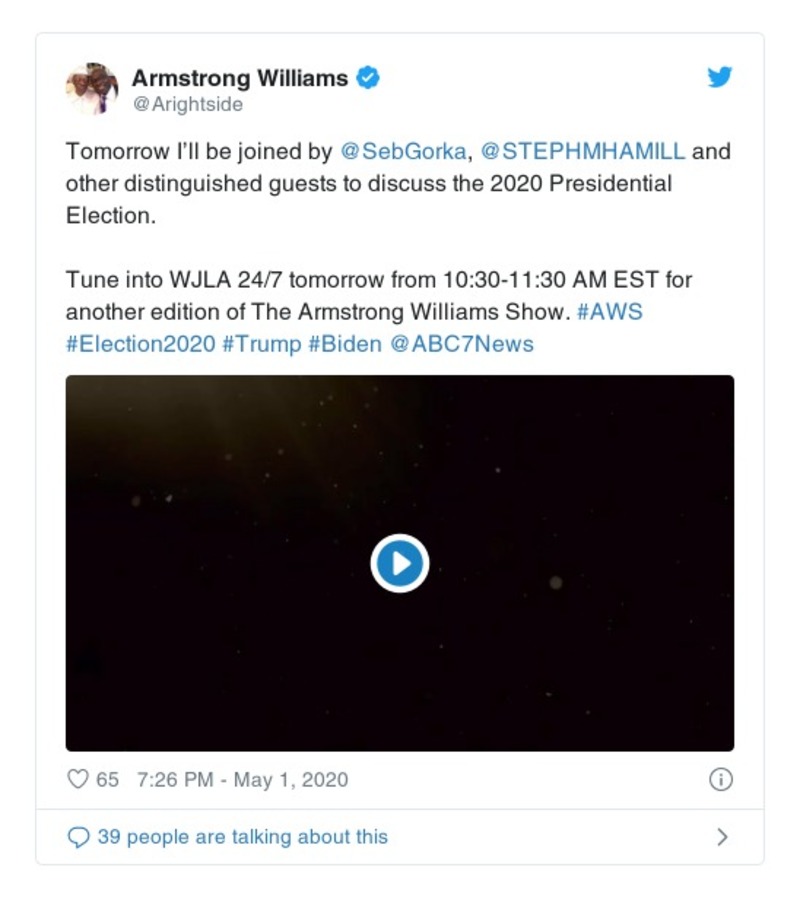 Armstrong Williams
@Arightside
Tomorrow I’ll be joined by @SebGorka, @STEPHMHAMILL and
other distinguished guests to discuss the 2020 Presidential
Election.
Tune into WJLA 24/7 tomorrow from 10:30-11:30 AM EST for
another edition of The Armstrong Williams Show. #AWS
#Election2020 #Trump #Biden @ABC7News
65 7:26 PM - May 1, 2020
39 people are talking about this